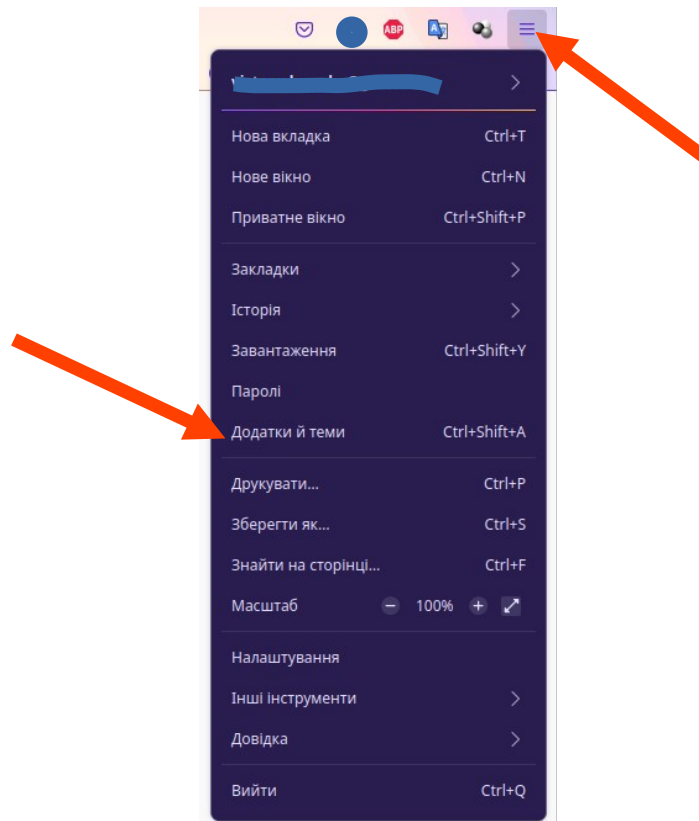 ABP
Нова вкладка Ctrl+T
Нове вікно Ctrl+N
Приватне вікно Ctrl+Shift+P
Закладки
Історія
Завантаження Ctrl+Shift+Y
Паролі
Додатки й теми Ctrl+Shift+A
Друкувати... Ctrl+P
Зберегти як... Ctrl+S
Знайти на сторінці... Ctrl+F
Масштаб − 100% +
Налаштування
Інші інструменти
Довідка
Вийти Ctrl+Q